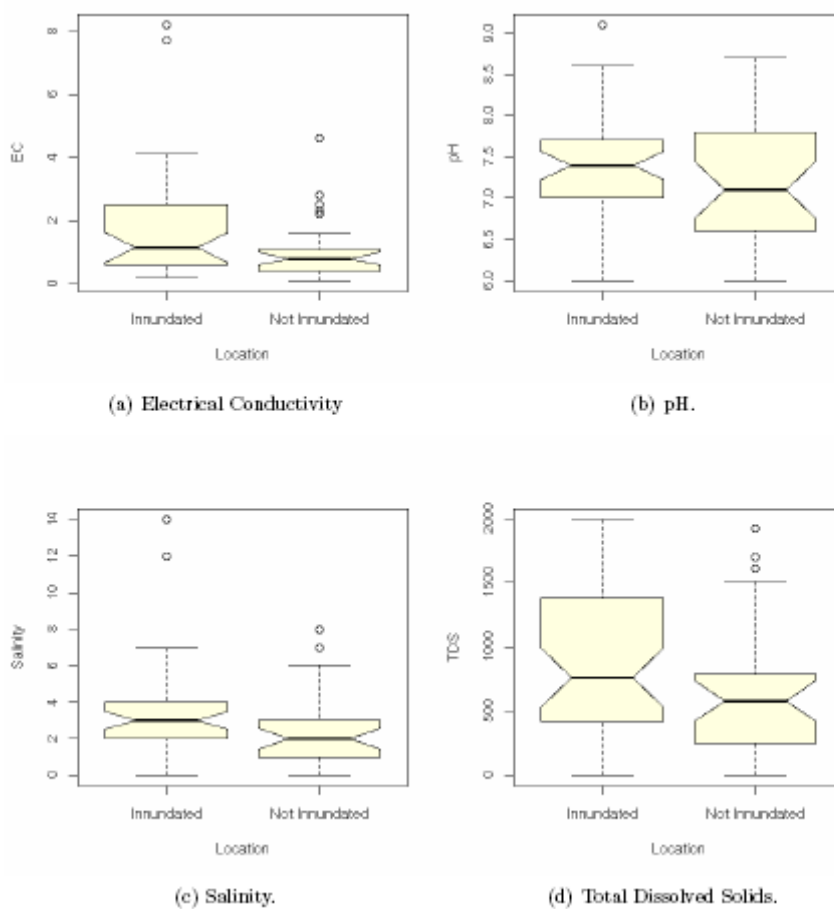 EC
0 2 4 6 8
Innundated Not Innundated
Location
(a) Electrical Conductivity
pH
6.0 6.5 7.0 7.5 8.0 8.5 9.0
Innundated Not Innundated
Location
(b) pH.
Salinity
0 2 4 6 8 10 12 14
Innundated Not Innundated
Location
(c) Salinity.
TDS
0 500 1000 1500 2000
Innundated Not Innundated
Location
(d) Total Dissolved Solids.